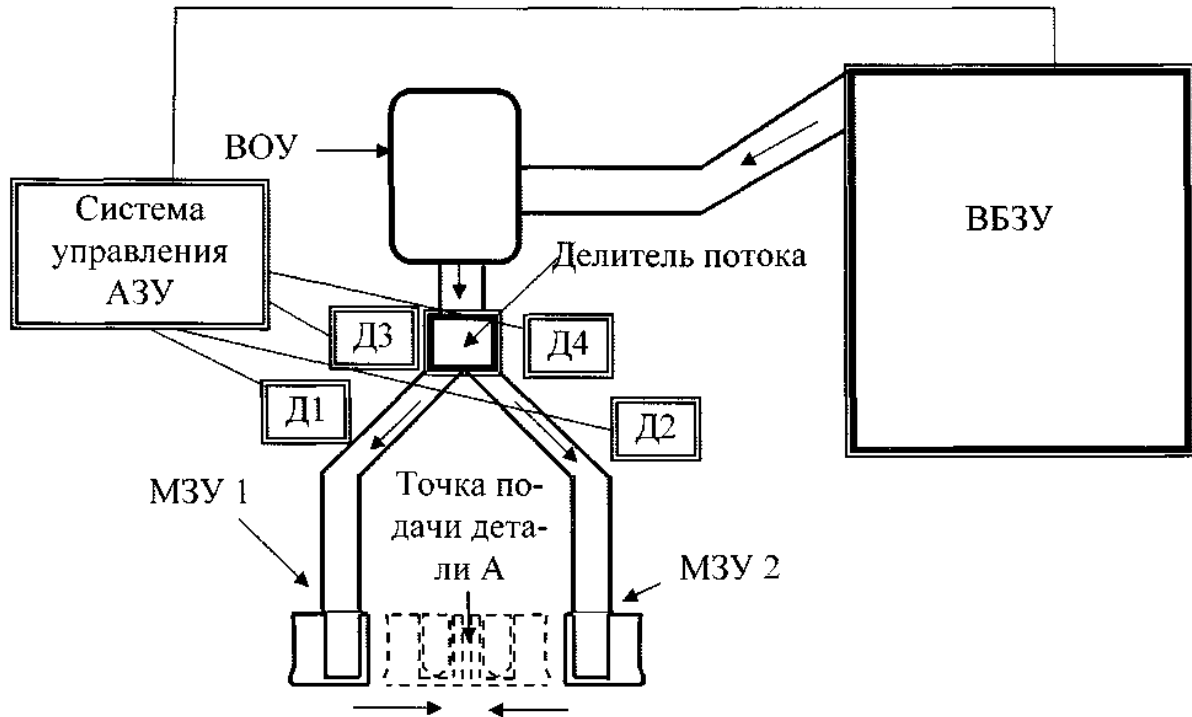 ВОУ
Система
управления
АЗУ
ВБЗУ
Делитель потока
Д3
Д4
Д1
Д2
МЗУ 1
Точка по-
дачи дета-
ли А
МЗУ 2